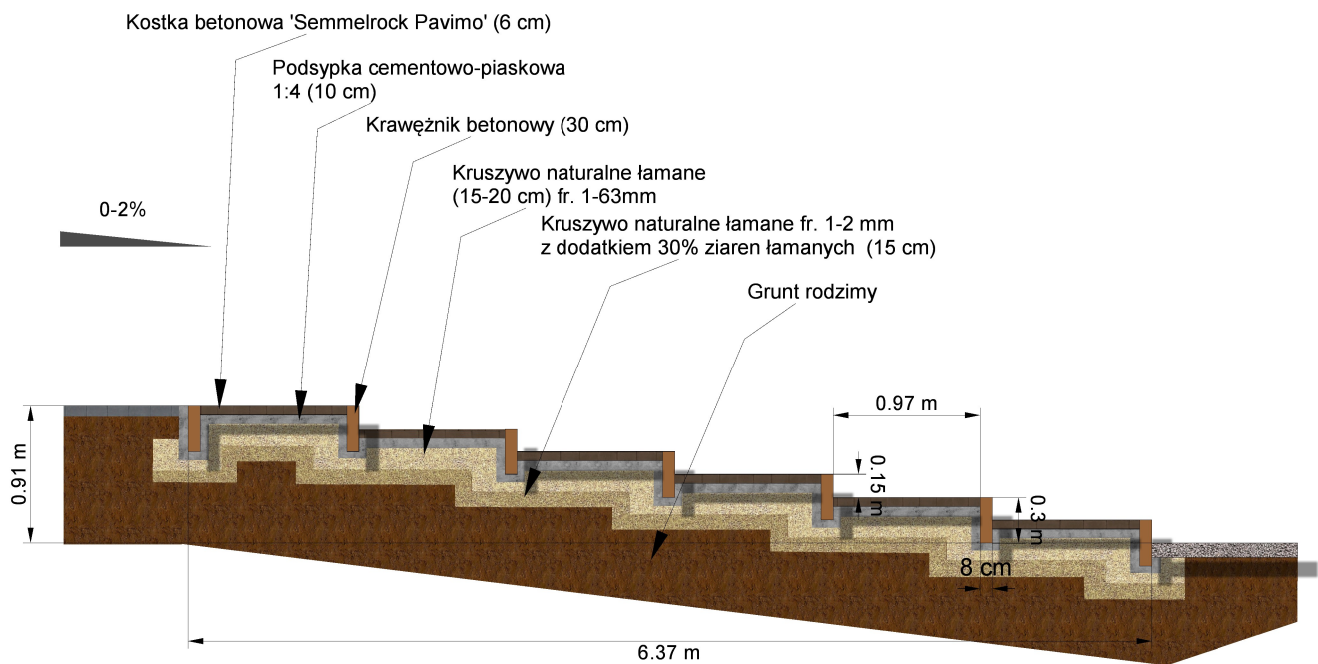 Kostka betonowa 'Semmelrock Pavimo' (6 cm)
Podsypka cementowo-piaskowa
1:4 (10 cm)
Krawężnik betonowy (30 cm)
Kruszywo naturalne łamane
(15-20 cm) fr. 1-63mm
0-2%
Kruszywo naturalne łamane fr. 1-2 mm
z dodatkiem 30% ziaren łamanych (15 cm)
Grunt rodzimy
0.97 m
0.91 m
0.15 m
0.3 m
8 cm
6.37 m